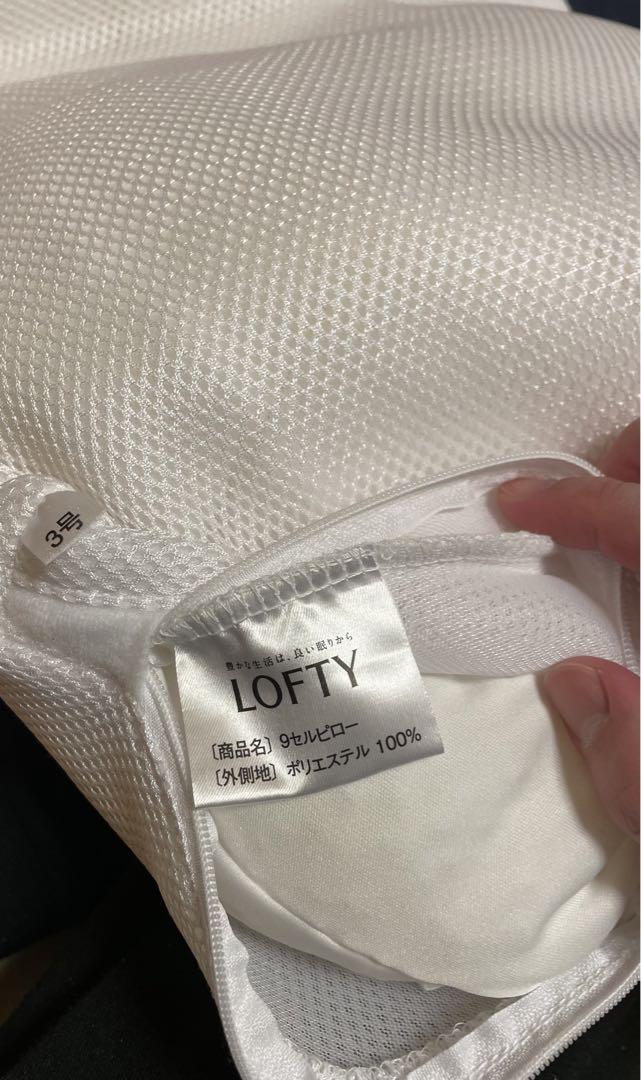 3号
豊かな生活は、良い眠りから
LOFTY
〔商品名〕9セルピロー
〔外側地〕ポリエステル 100%